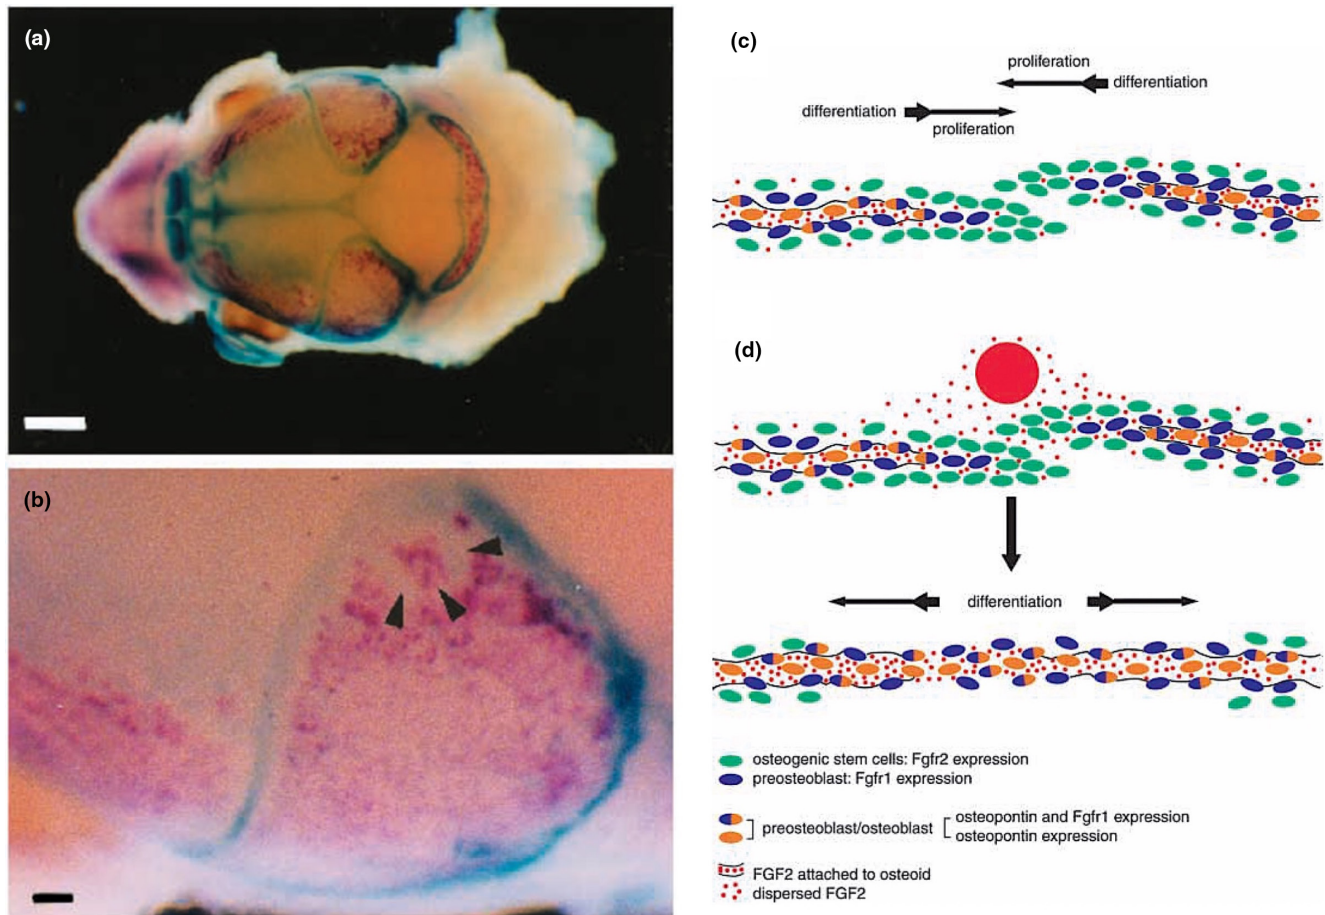 (a)
(b)
(c)
proliferation
differentiation
differentiation
proliferation
(d)
differentiation
osteogenic stem cells: Fgfr2 expression
preosteoblast: Fgfr1 expression
preosteoblast/osteoblast
osteopontin and Fgfr1 expression
osteopontin expression
FGF2 attached to osteoid
dispersed FGF2